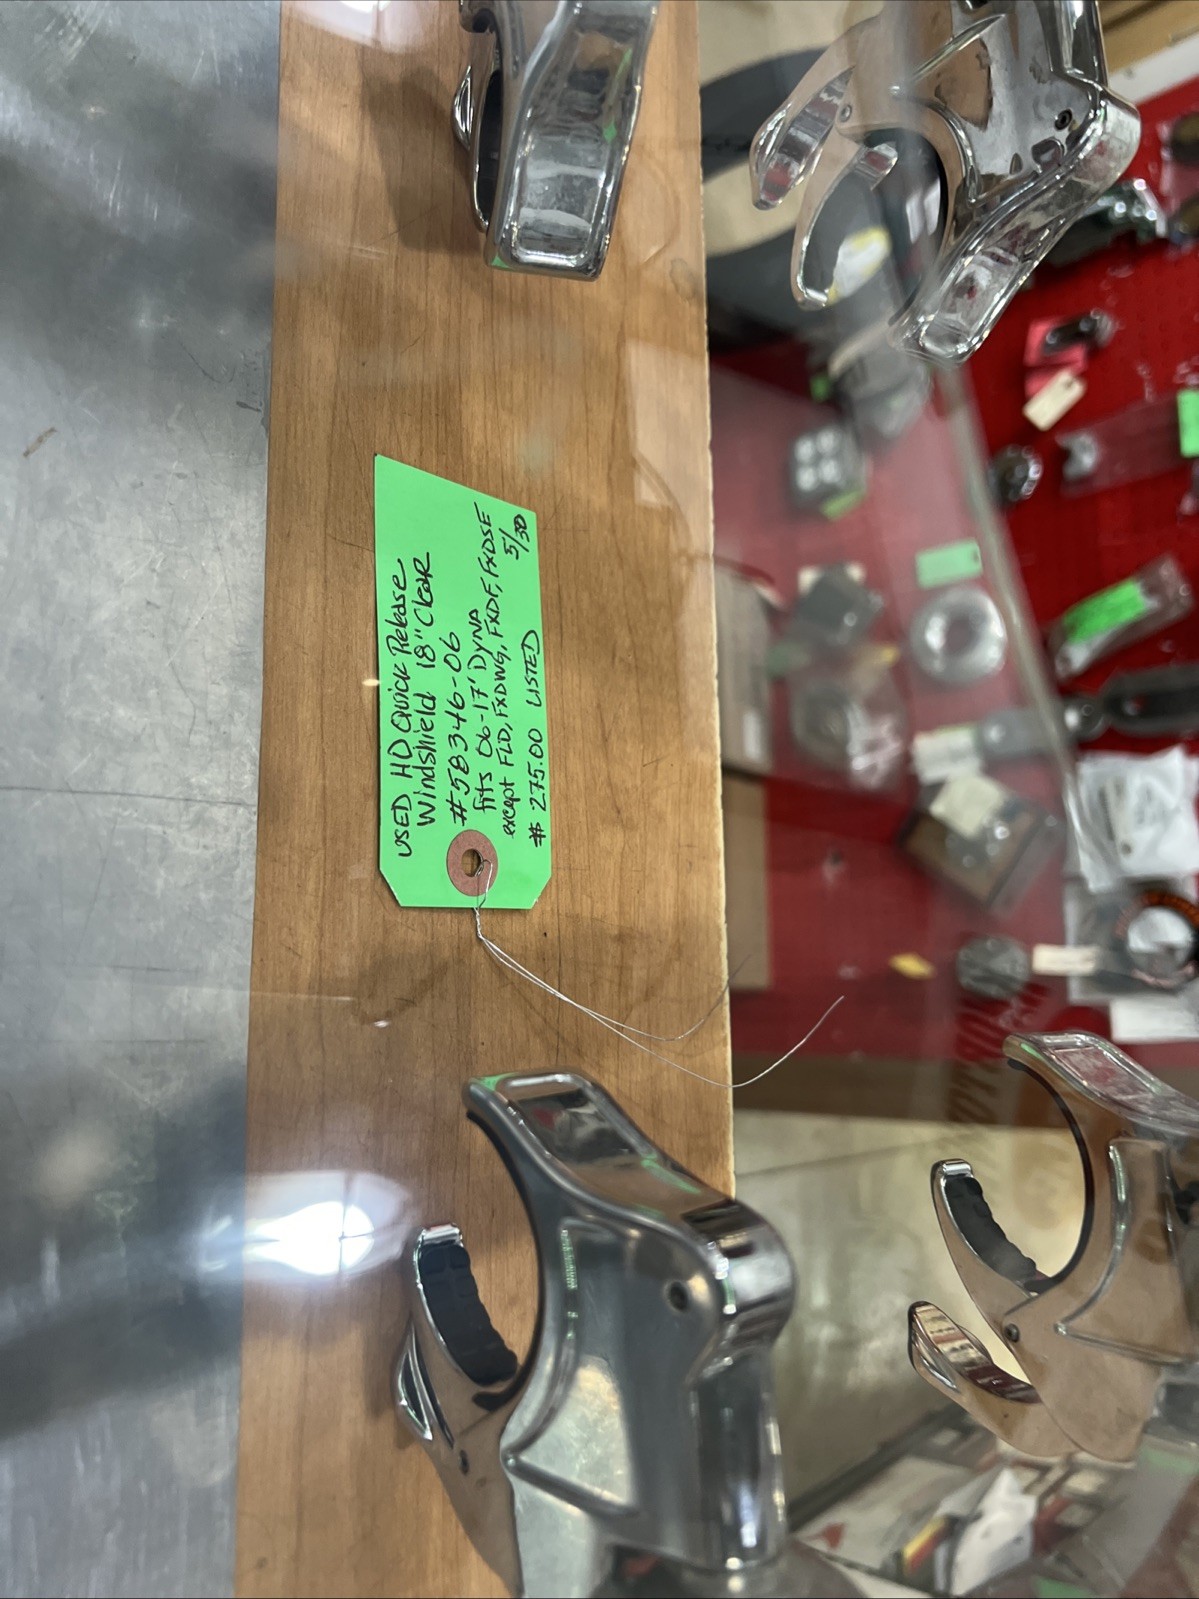 USED HD Quick Release
Windshield 18" Clear
#58346-06
fits 06-17' DYNA
except FLD, FXDWG, FXDF, FXDSE
$ 275.00 LISTED 5/30